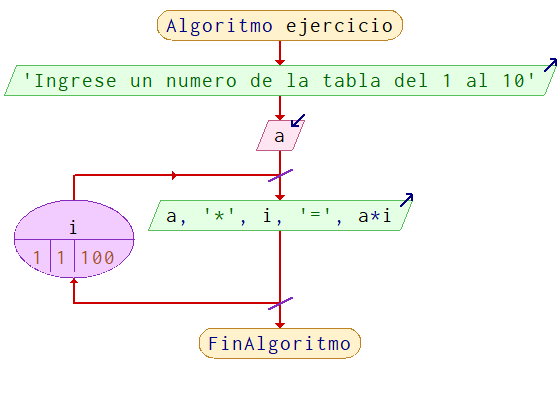 Algoritmo ejercicio
'Ingrese un numero de la tabla del 1 al 10'
a
i
1 1 100
a, '*', i, '=', a*i
FinAlgoritmo